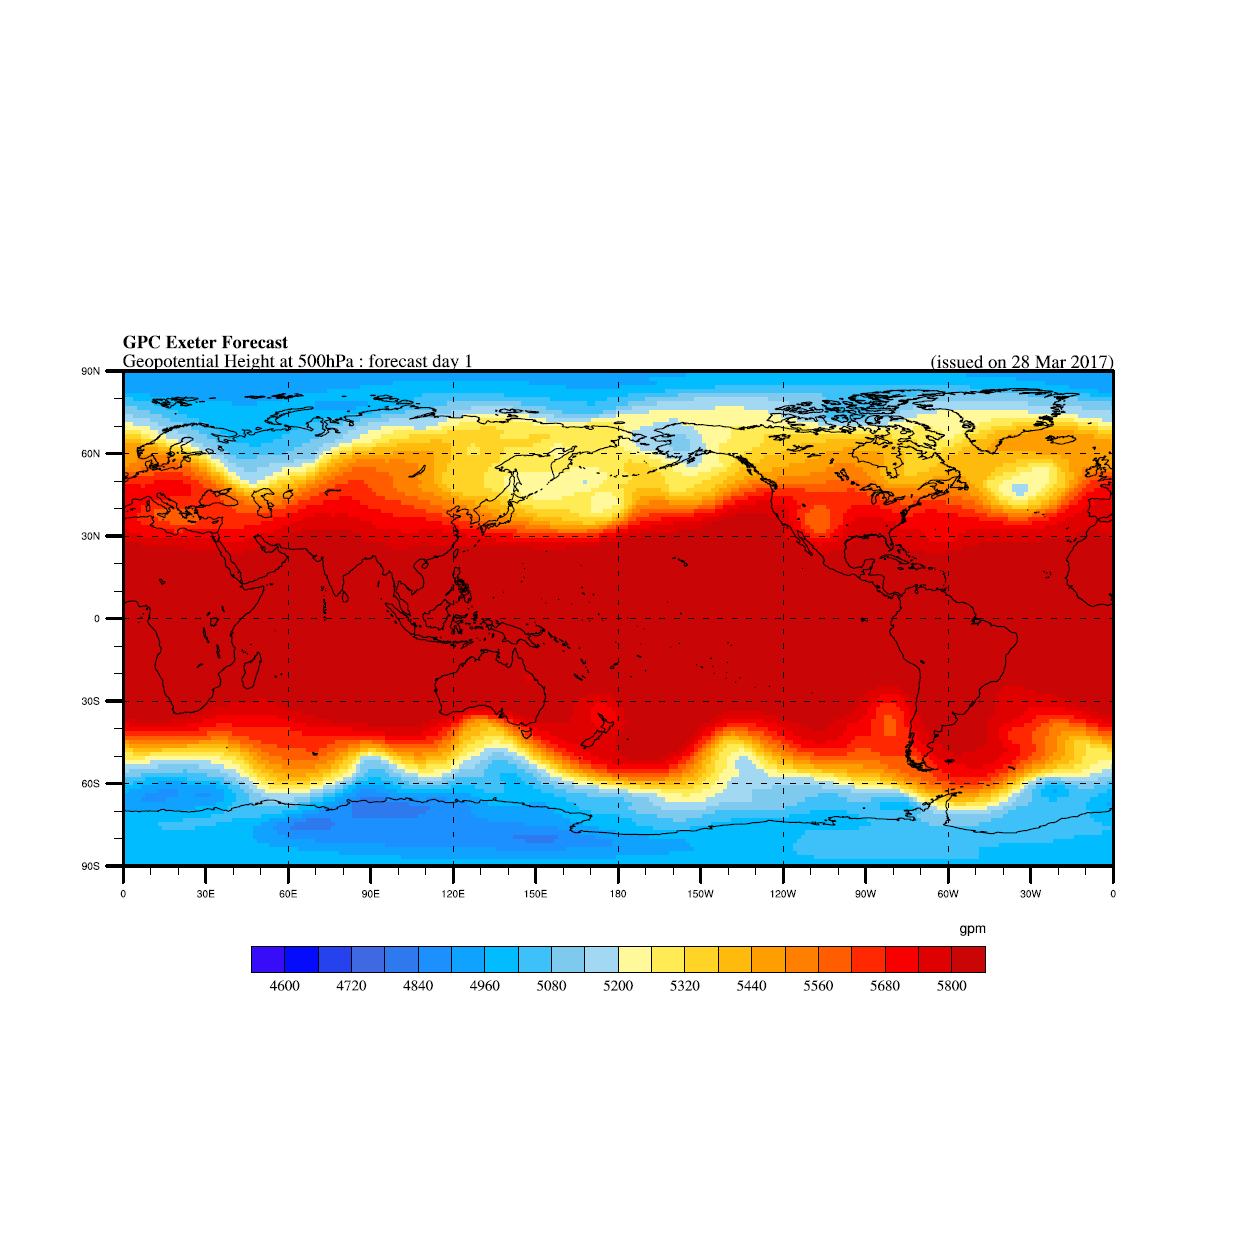 GPC Exeter Forecast
Geopotential Height at 500hPa : forecast day 1 (issued on 28 Mar 2017)
90N
60N
30N
0
30S
60S
90S
0 30E 60E 90E 120E 150E 180 150W 120W 90W 60W 30W 0
gpm
4600 4720 4840 4960 5080 5200 5320 5440 5560 5680 5800